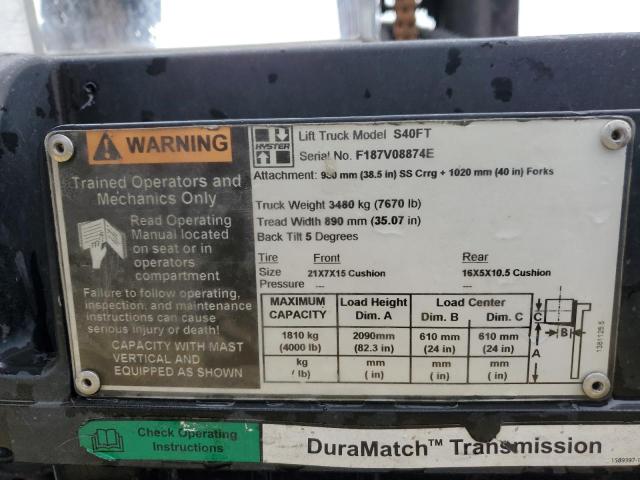 WARNING
Trained Operators and
Mechanics Only
Read Operating
Manual located
on seat or in
operators
compartment
Failure to follow operating,
inspection, and maintenance
instructions can cause
serious injury or death!
CAPACITY WITH MAST
VERTICAL AND
EQUIPPED AS SHOWN
HYSTER
Lift Truck Model S40FT
Serial No. F187V08874E
Attachment: 980 mm (38.5 in) SS Crrg + 1020 mm (40 in) Forks
Truck Weight 3480 kg (7670 lb)
Tread Width 890 mm (35.07 in)
Back Tilt 5 Degrees
Tire Front Rear
Size 21X7X15 Cushion 16X5X10.5 Cushion
Pressure --- ---
MAXIMUM CAPACITY Load Height Dim. A Load Center Dim. B Dim. C
1810 kg 2090mm 610 mm 610 mm
(4000 lb) (82.3 in) (24 in) (24 in)
kg mm mm mm
( lb) ( in) ( in) ( in)
C
B
A
1381125.5
Check Operating
Instructions
DuraMatch™ Transmission